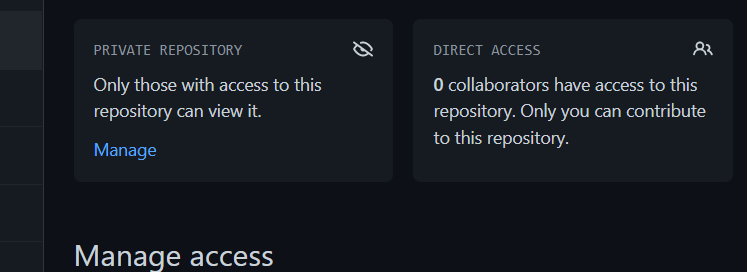 PRIVATE REPOSITORY
Only those with access to this
repository can view it.
Manage
DIRECT ACCESS
0 collaborators have access to this
repository. Only you can contribute
to this repository.
Manage access